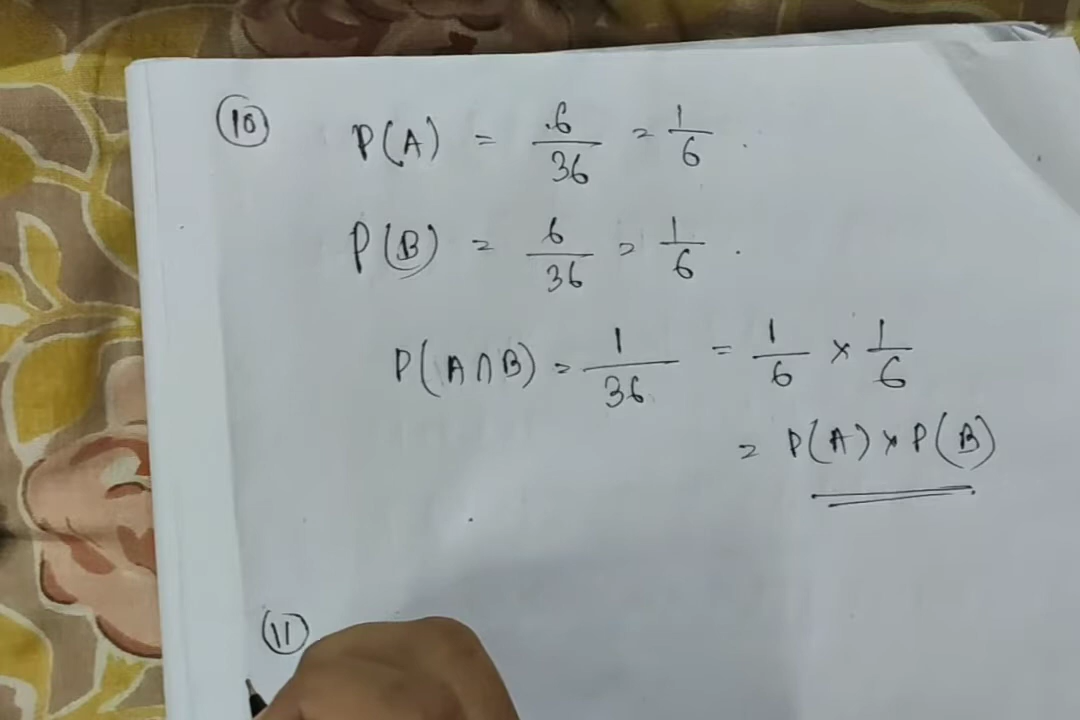 (10) P(A) = 6/36 = 1/6 .
P(B) = 6/36 = 1/6 .
P(A∩B) = 1/36 = 1/6 × 1/6
= P(A) × P(B)
(11)